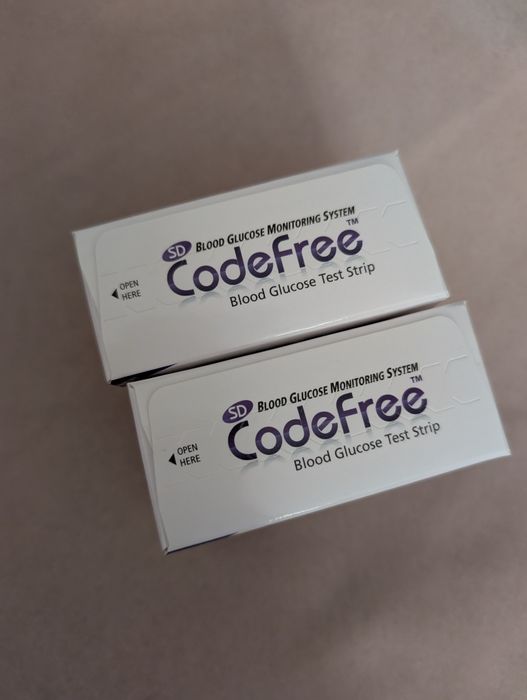 SD BLOOD GLUCOSE MONITORING SYSTEM
CodeFree™
Blood Glucose Test Strip
OPEN
HERE
SD BLOOD GLUCOSE MONITORING SYSTEM
CodeFree™
Blood Glucose Test Strip
OPEN
HERE